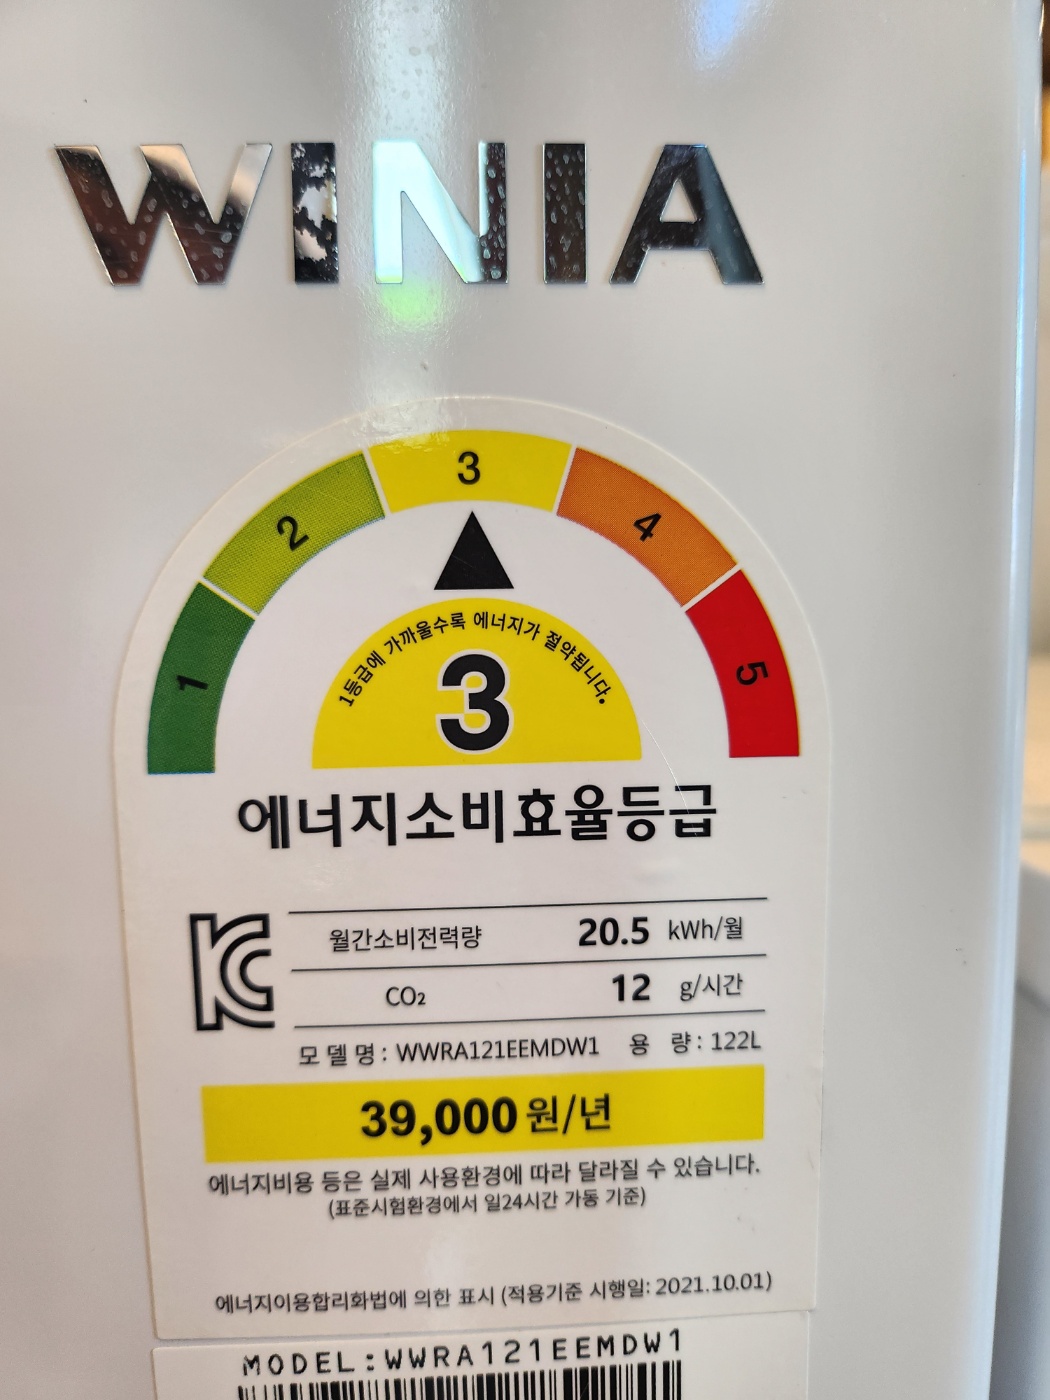 WINIA
1
2
3
4
5
1등급에 가까울수록 에너지가 절약됩니다.
3
에너지소비효율등급
월간소비전력량 20.5 kWh/월
CO₂ 12 g/시간
모델명: WWRA121EEMDW1 용 량: 122L
39,000원/년
에너지비용 등은 실제 사용환경에 따라 달라질 수 있습니다.
(표준시험환경에서 일24시간 가동 기준)
에너지이용합리화법에 의한 표시 (적용기준 시행일: 2021.10.01)
MODEL:WWRA121EEMDW1